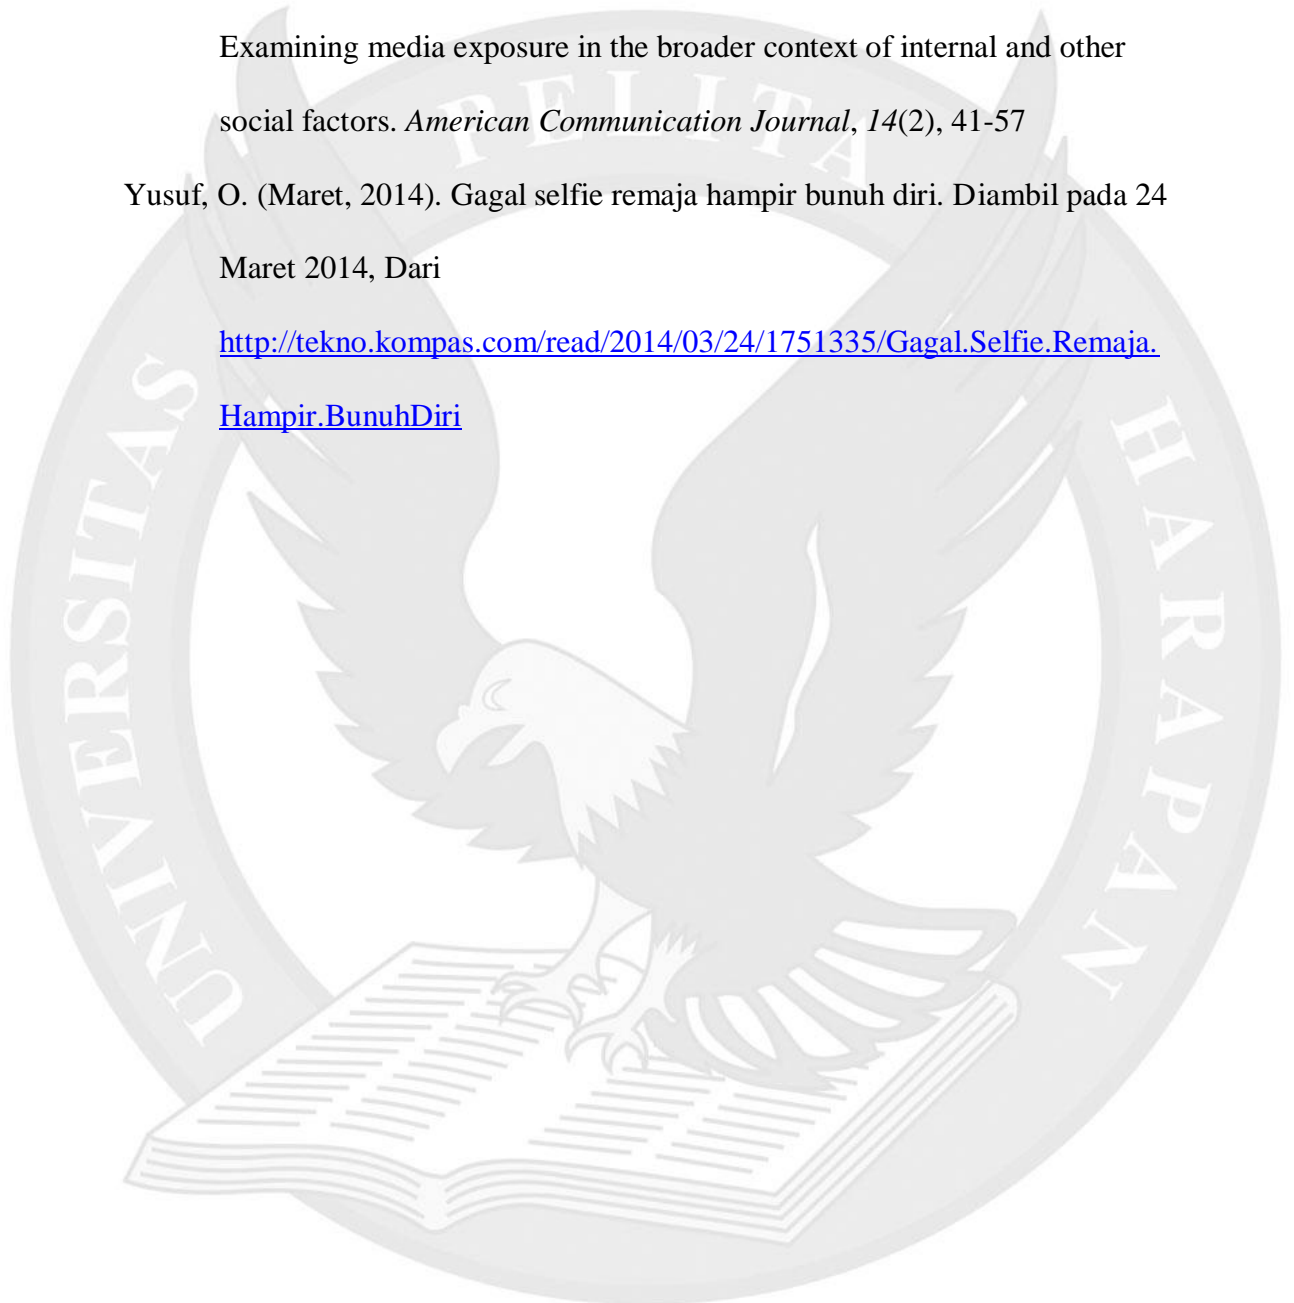 Examining media exposure in the broader context of internal and other
social factors. American Communication Journal, 14(2), 41-57
Yusuf, O. (Maret, 2014). Gagal selfie remaja hampir bunuh diri. Diambil pada 24
Maret 2014, Dari
http://tekno.kompas.com/read/2014/03/24/1751335/Gagal.Selfie.Remaja.
Hampir.BunuhDiri
UNIVERSITAS PELITA HARAPAN